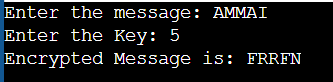 Enter the message: AMMAI
Enter the Key: 5
Encrypted Message is: FRRFN